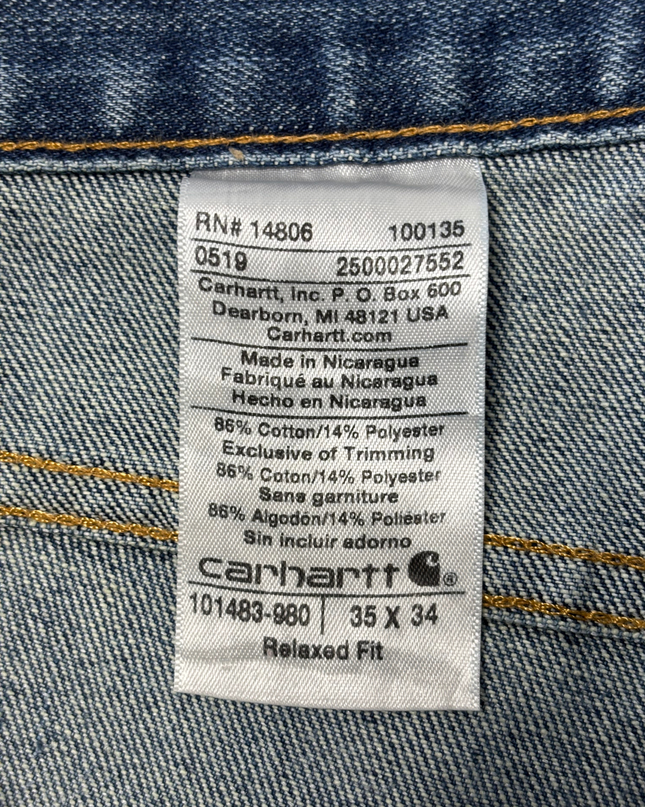 RN# 14806 100135
0519 2500027552
Carhartt, Inc. P. O. Box 600
Dearborn, MI 48121 USA
Carhartt.com
Made in Nicaragua
Fabriqué au Nicaragua
Hecho en Nicaragua
86% Cotton/14% Polyester
Exclusive of Trimming
86% Coton/14% Polyester
Sans garniture
86% Algodón/14% Poliéster
Sin incluir adorno
carhartt ®
101483-980 | 35 X 34
Relaxed Fit